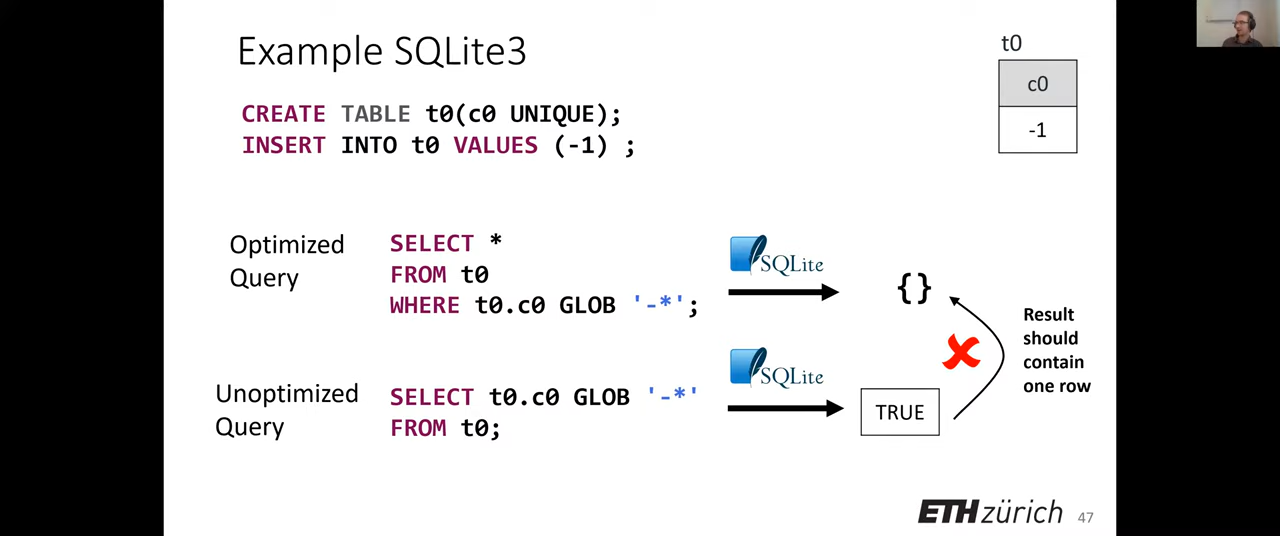 Example SQLite3
t0
c0
-1
CREATE TABLE t0(c0 UNIQUE);
INSERT INTO t0 VALUES (-1) ;
Optimized
Query
SELECT *
FROM t0
WHERE t0.c0 GLOB '-*';
SQLite
{}
Result
should
contain
one row
Unoptimized
Query
SELECT t0.c0 GLOB '-*'
FROM t0;
SQLite
TRUE
ETH zürich
47